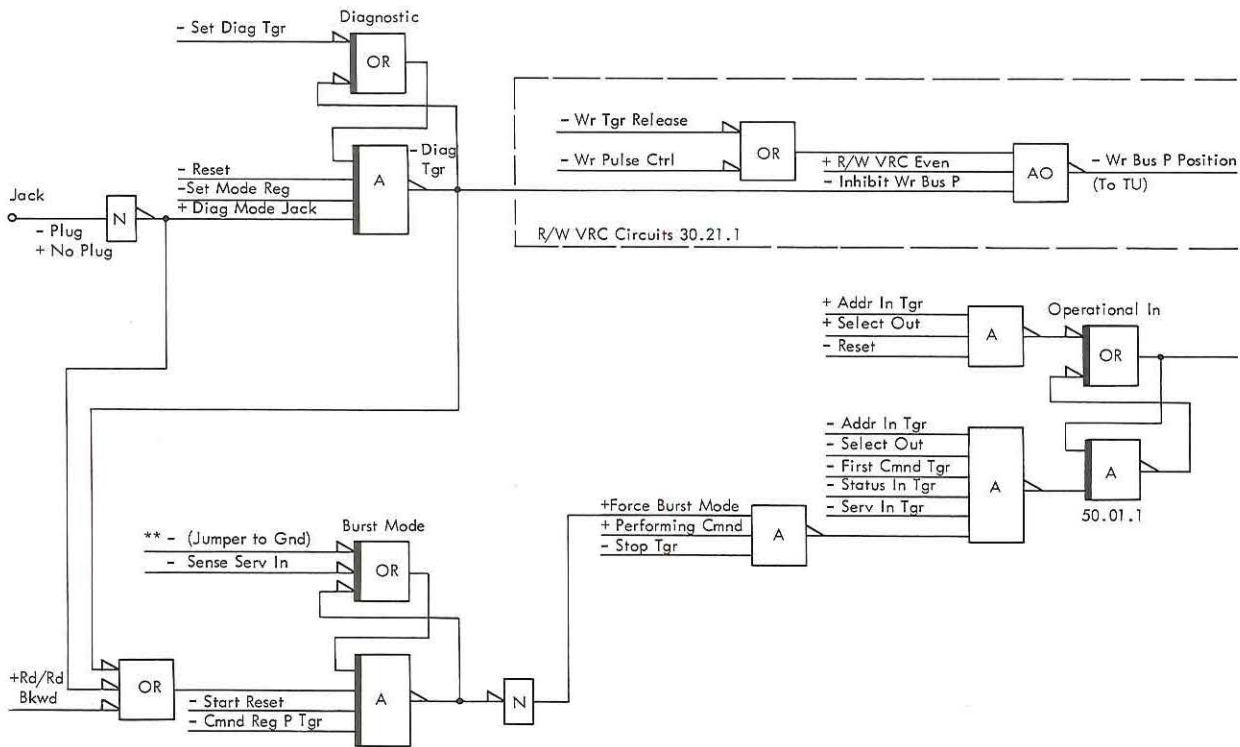 Diagnostic
- Set Diag Tgr
OR
- Diag
Tgr
- Reset
-Set Mode Reg
+ Diag Mode Jack
A
Jack
N
- Plug
+ No Plug
- Wr Tgr Release
- Wr Pulse Ctrl
OR
+ R/W VRC Even
- Inhibit Wr Bus P
AO
- Wr Bus P Position
(To TU)
R/W VRC Circuits 30.21.1
+ Addr In Tgr
+ Select Out
- Reset
A
Operational In
OR
- Addr In Tgr
- Select Out
- First Cmnd Tgr
- Status In Tgr
- Serv In Tgr
A
A
50.01.1
+Force Burst Mode
+ Performing Cmnd
- Stop Tgr
A
Burst Mode
** - (Jumper to Gnd)
- Sense Serv In
OR
+Rd/Rd
Bkwd
OR
- Start Reset
- Cmnd Reg P Tgr
A
N